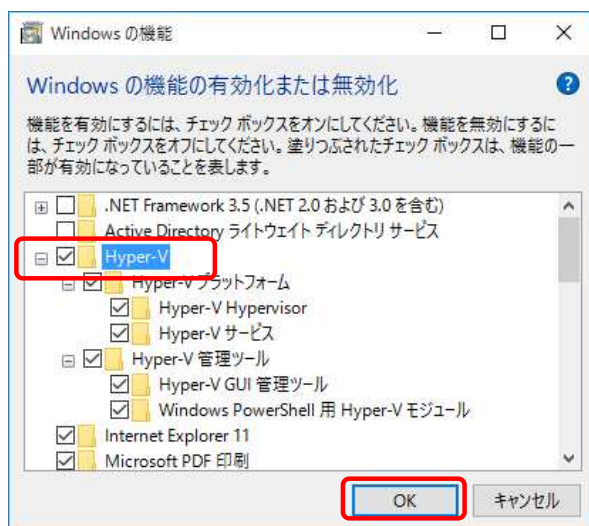 Windows の機能
Windows の機能の有効化または無効化
機能を有効にするには、チェック ボックスをオンにしてください。機能を無効にするに
は、チェック ボックスをオフにしてください。塗りつぶされたチェック ボックスは、機能の一
部が有効になっていることを表します。
.NET Framework 3.5 (.NET 2.0 および 3.0 を含む)
Active Directory ライトウェイト ディレクトリ サービス
Hyper-V
Hyper-V プラットフォーム
Hyper-V Hypervisor
Hyper-V サービス
Hyper-V 管理ツール
Hyper-V GUI 管理ツール
Windows PowerShell 用 Hyper-V モジュール
Internet Explorer 11
Microsoft PDF 印刷
OK キャンセル